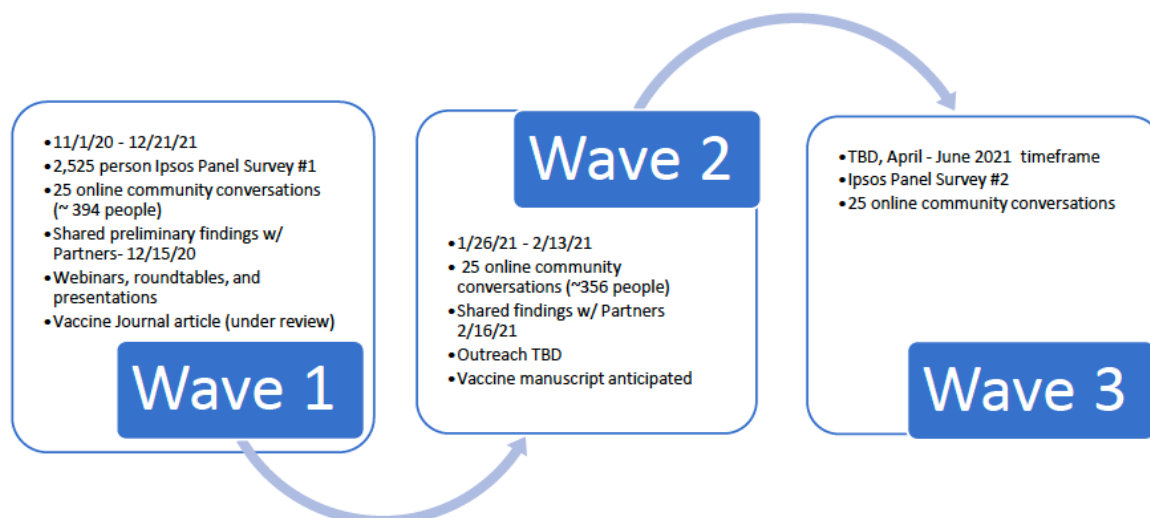 •11/1/20 - 12/21/21
•2,525 person Ipsos Panel Survey #1
•25 online community conversations
(~ 394 people)
•Shared preliminary findings w/
Partners- 12/15/20
•Webinars, roundtables, and
presentations
•Vaccine Journal article (under review)
Wave 1
Wave 2
•1/26/21 - 2/13/21
• 25 online community
conversations (~356 people)
•Shared findings w/ Partners
2/16/21
•Outreach TBD
•Vaccine manuscript anticipated
•TBD, April - June 2021 timeframe
•Ipsos Panel Survey #2
•25 online community conversations
Wave 3